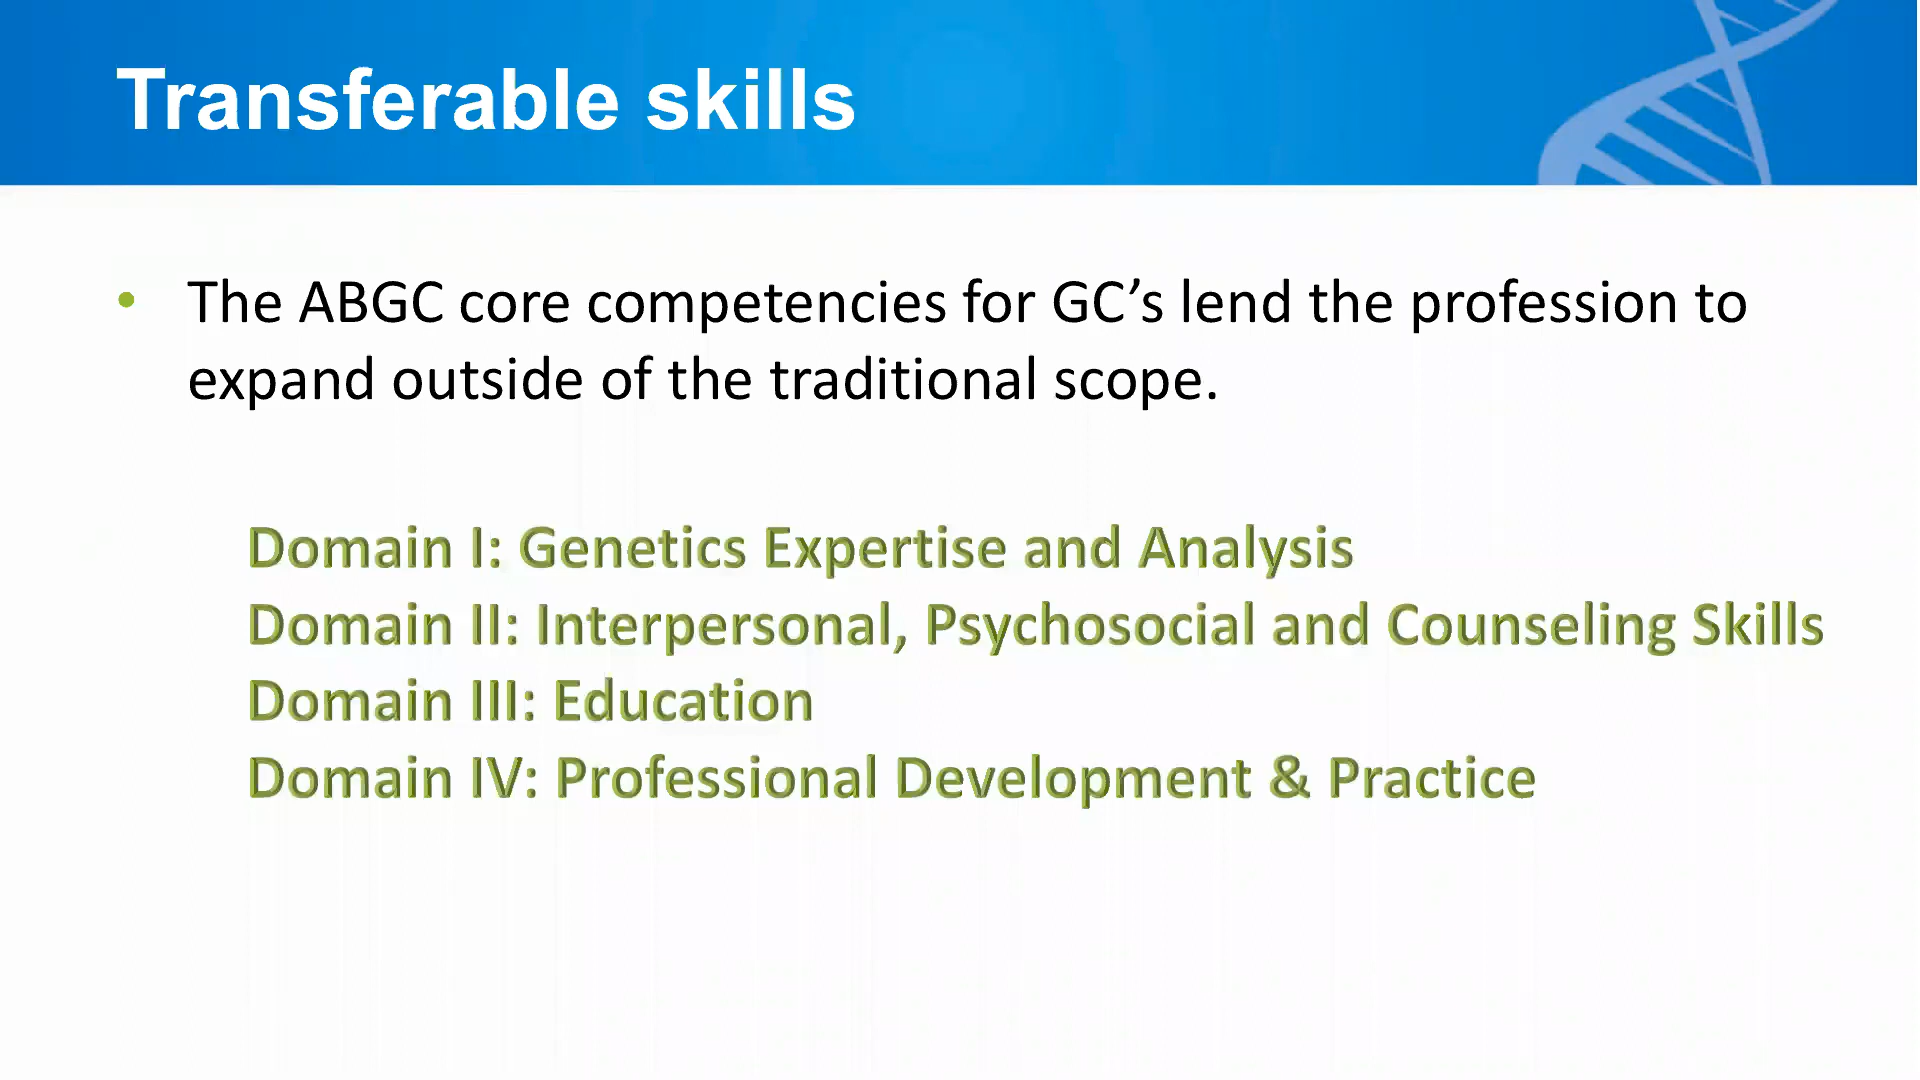 Transferable skills
• The ABGC core competencies for GC’s lend the profession to
expand outside of the traditional scope.
Domain I: Genetics Expertise and Analysis
Domain II: Interpersonal, Psychosocial and Counseling Skills
Domain III: Education
Domain IV: Professional Development & Practice